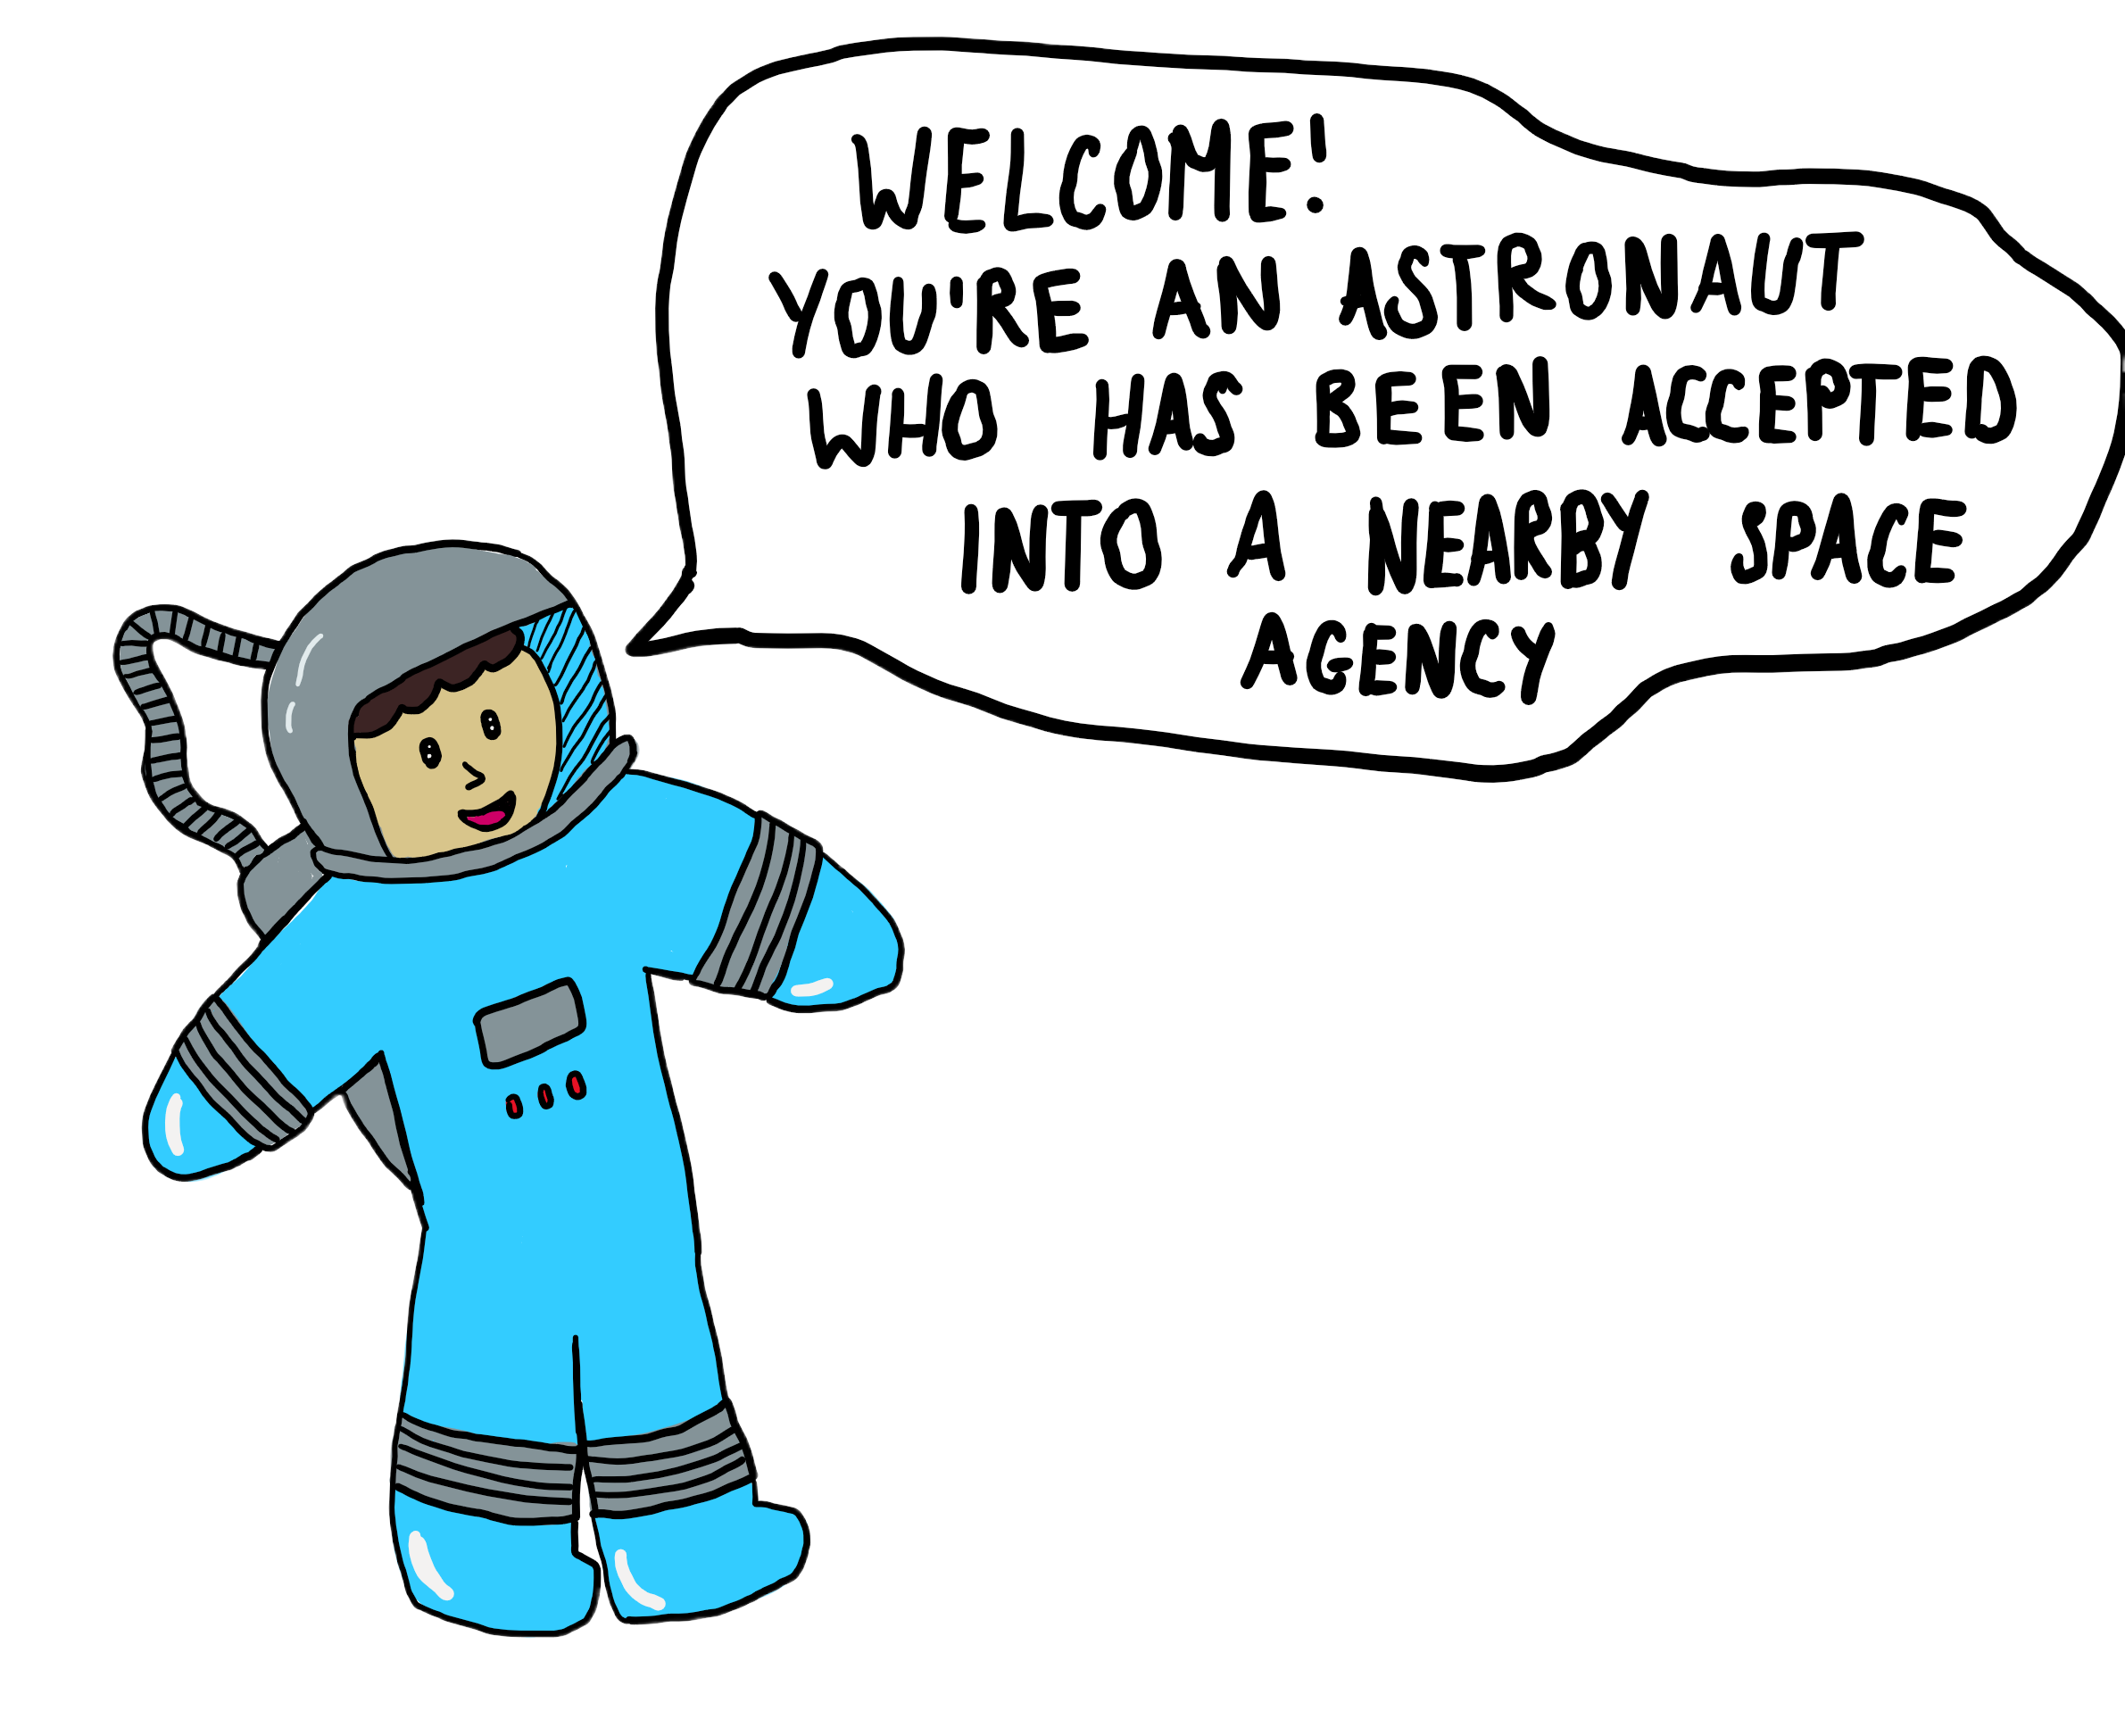 WELCOME!
YOU'RE AN ASTRONAUT
WHO HAS BEEN ACCEPTED
INTO A NEARBY SPACE
AGENCY